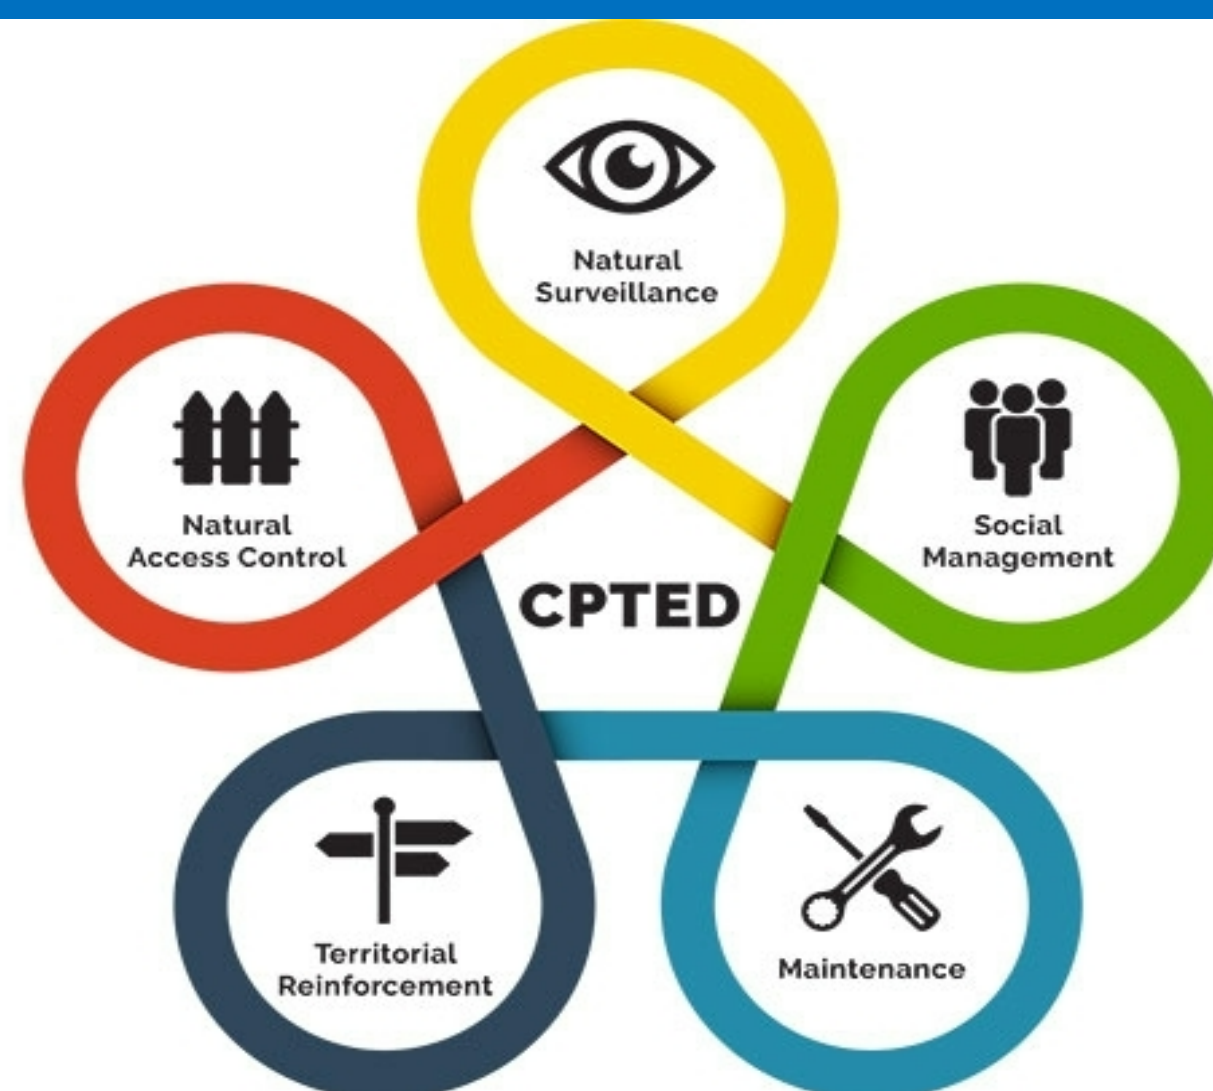 Natural
Surveillance
Natural
Access Control
Social
Management
CPTED
Territorial
Reinforcement
Maintenance